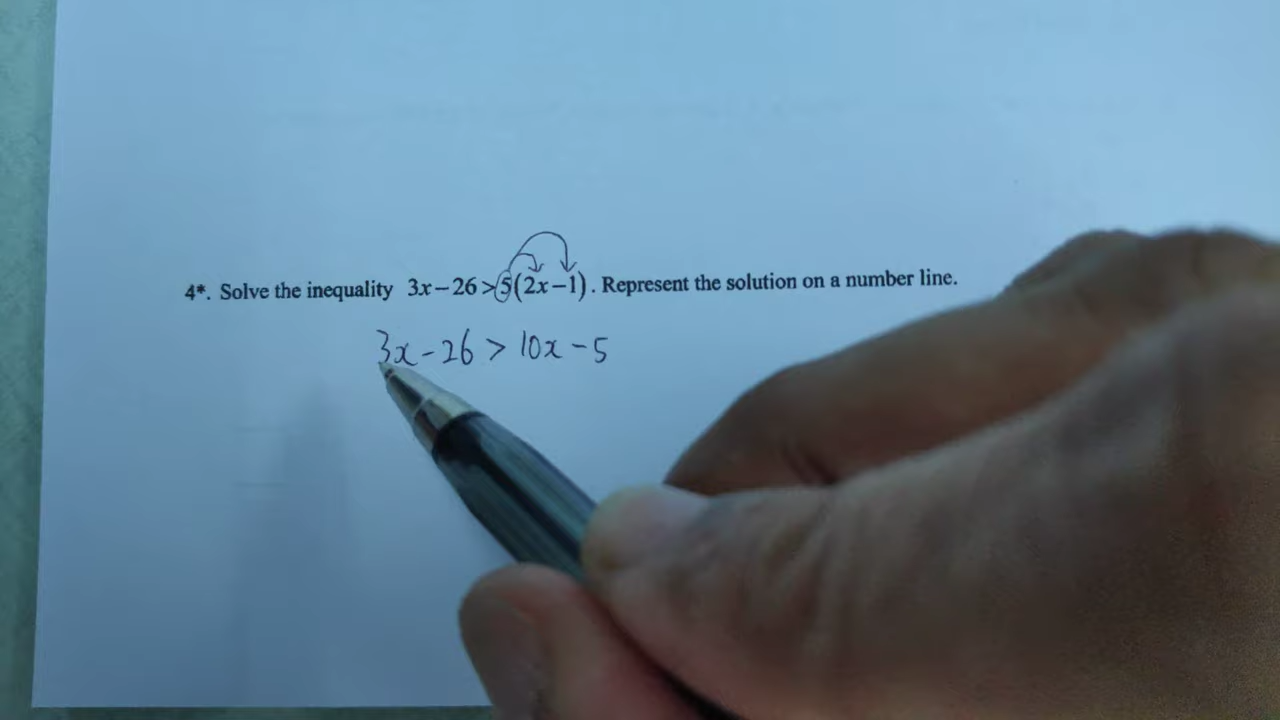 4*. Solve the inequality 3x−26>5(2x−1). Represent the solution on a number line.
3x−26 > 10x−5